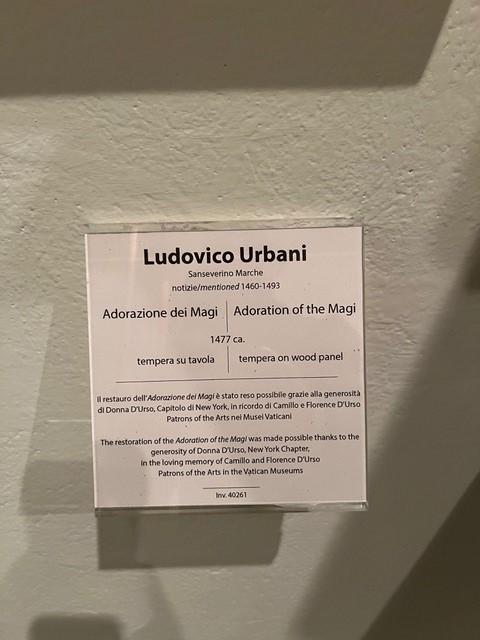 Ludovico Urbani
Sanseverino Marche
notizie/mentioned 1460-1493
Adorazione dei Magi Adoration of the Magi
1477 ca.
tempera su tavola tempera on wood panel
Il restauro dell'Adorazione dei Magi è stato reso possibile grazie alla generosità
di Donna D'Urso, Capitolo di New York, in ricordo di Camillo e Florence D'Urso
Patrons of the Arts nei Musei Vaticani
The restoration of the Adoration of the Magi was made possible thanks to the
generosity of Donna D'Urso, New York Chapter,
in the loving memory of Camillo and Florence D'Urso
Patrons of the Arts in the Vatican Museums
Inv. 40261